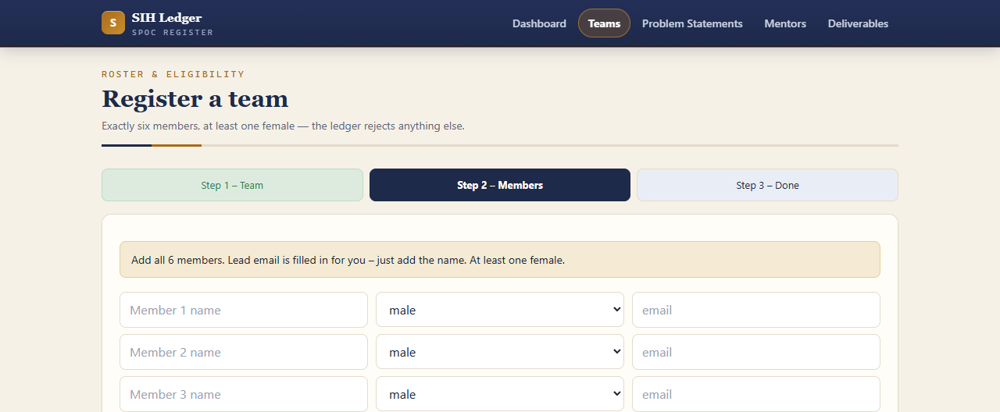 S
SIH Ledger
SPOC REGISTER
Dashboard
Teams
Problem Statements
Mentors
Deliverables
ROSTER & ELIGIBILITY
Register a team
Exactly six members, at least one female — the ledger rejects anything else.
Step 1 – Team
Step 2 – Members
Step 3 – Done
Add all 6 members. Lead email is filled in for you – just add the name. At least one female.
Member 1 name
male
email
Member 2 name
male
email
Member 3 name
male
email